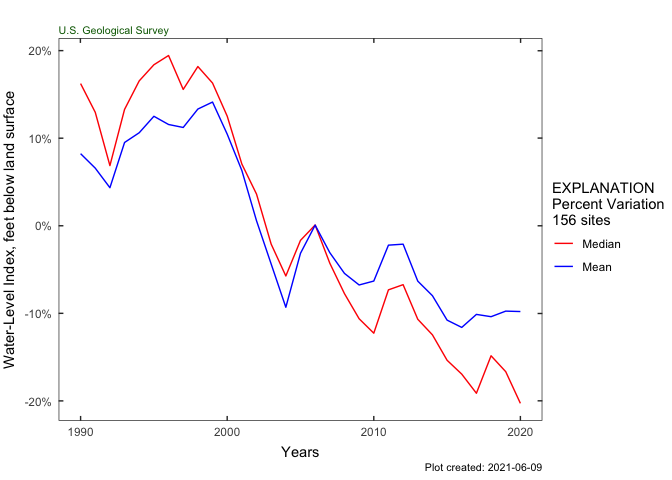 U.S. Geological Survey
20%
10%
0%
-10%
-20%
Water-Level Index, feet below land surface
1990
2000
2010
2020
Years
EXPLANATION
Percent Variation
156 sites
Median
Mean
Plot created: 2021-06-09